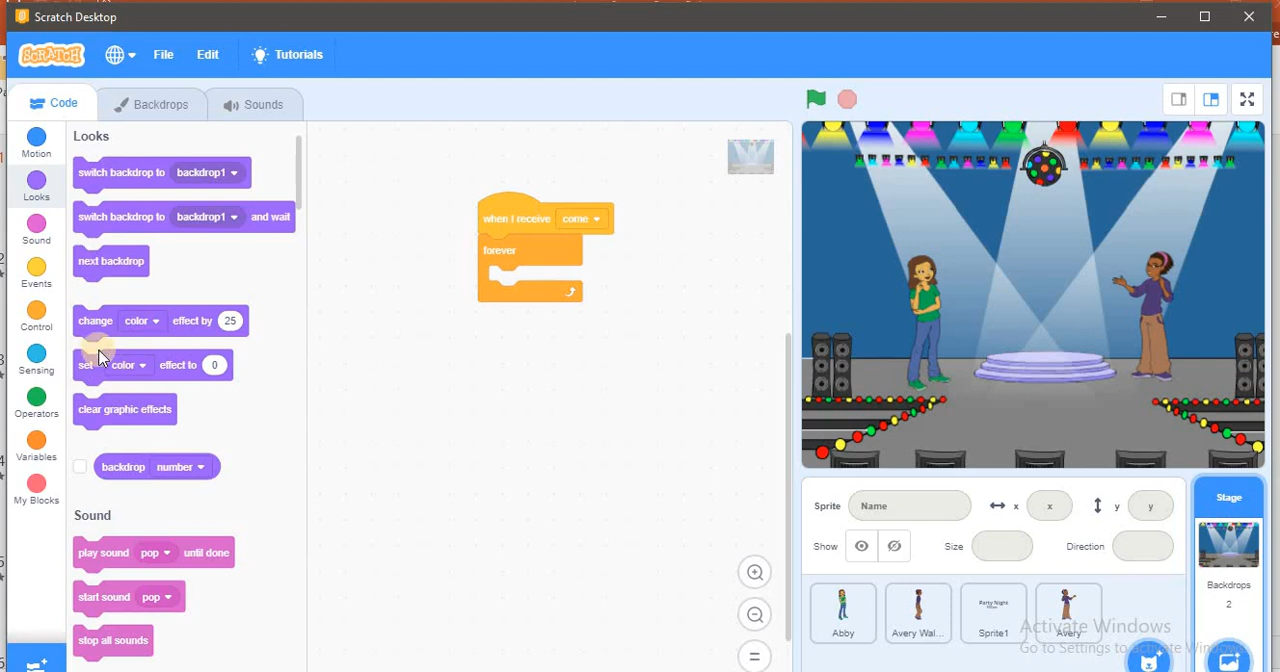 Scratch Desktop
SCRATCH File Edit Tutorials
Code Backdrops Sounds
Motion
Looks
Sound
Events
Control
Sensing
Operators
Variables
My Blocks
Looks
switch backdrop to backdrop1
switch backdrop to backdrop1 and wait
next backdrop
change color effect by 25
set color effect to 0
clear graphic effects
backdrop number
Sound
play sound pop until done
start sound pop
stop all sounds
when I receive come
forever
Sprite Name x x y y
Show Size Direction
Abby
Avery Wal...
Party Night
Sprite1
Avery
Stage
Backdrops
2
Activate Windows
Go to Settings to activate Windows.